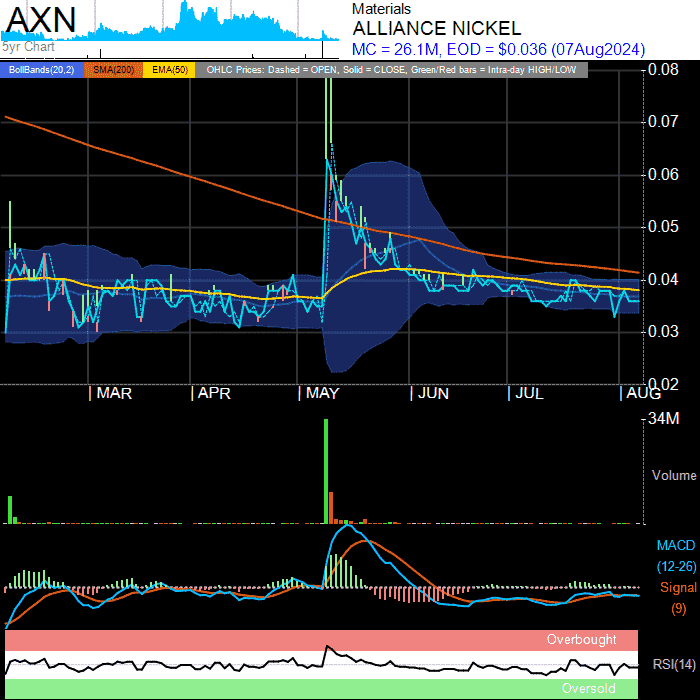 AXN
5yr Chart
Materials
ALLIANCE NICKEL
MC = 26.1M, EOD = $0.036 (07Aug2024)
BollBands(20,2) SMA(200) EMA(50) OHLC Prices: Dashed = OPEN, Solid = CLOSE, Green/Red bars = Intra-day HIGH/LOW
0.08
0.07
0.06
0.05
0.04
0.03
0.02
MAR APR MAY JUN JUL AUG
34M
Volume
MACD
(12-26)
Signal
(9)
Overbought
RSI(14)
Oversold